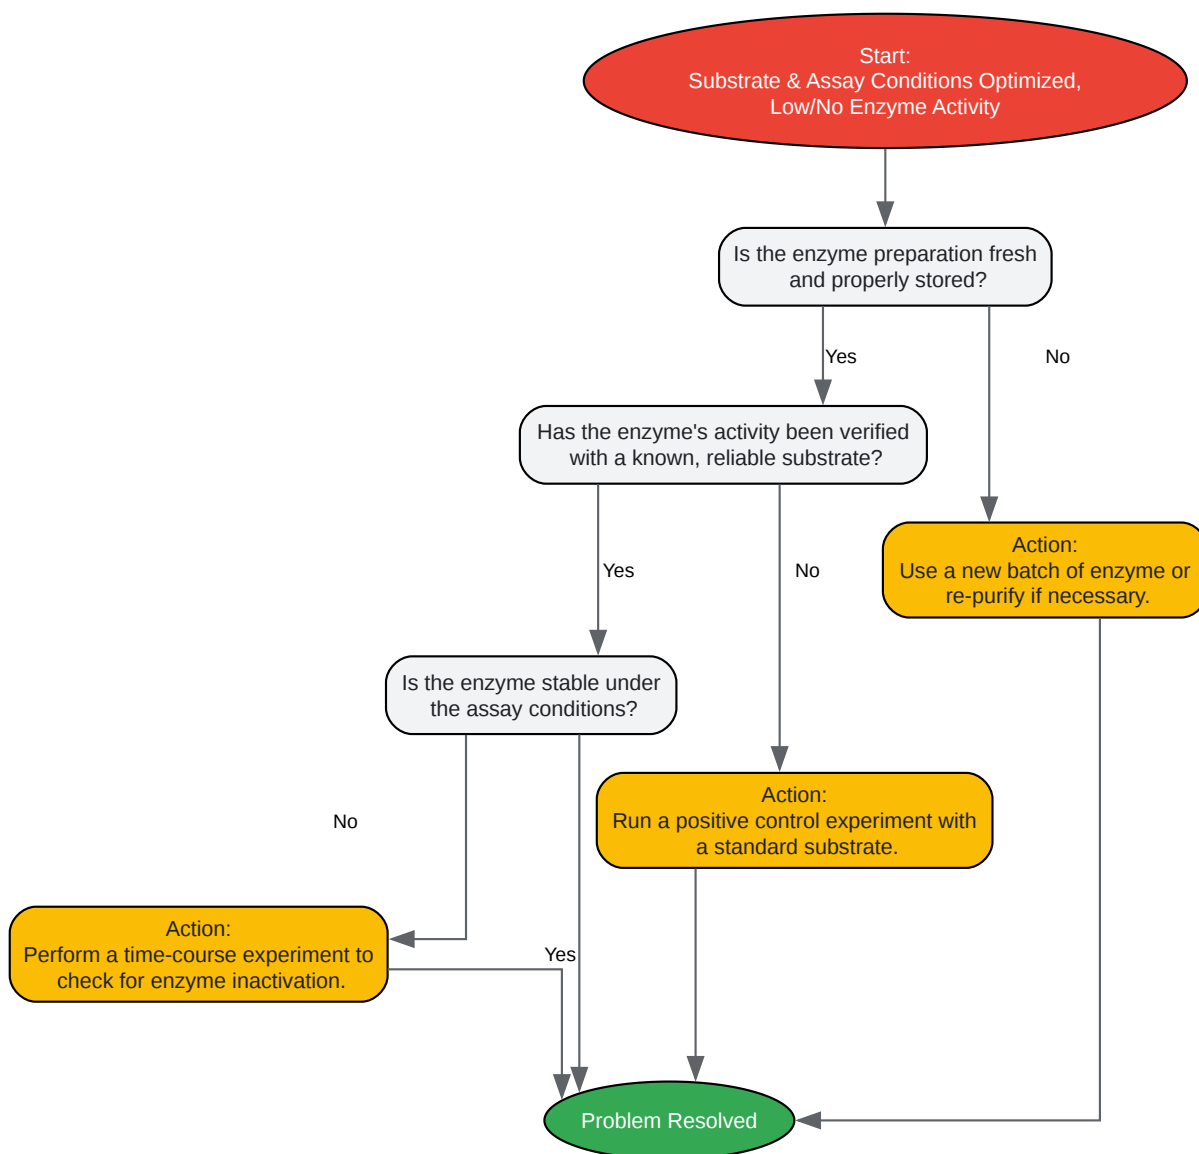 Start:
Substrate & Assay Conditions Optimized,
Low/No Enzyme Activity
Is the enzyme preparation fresh
and properly stored?
Yes
No
Has the enzyme's activity been verified
with a known, reliable substrate?
Action:
Use a new batch of enzyme or
re-purify if necessary.
Yes
No
Is the enzyme stable under
the assay conditions?
Action:
Run a positive control experiment with
a standard substrate.
No
Action:
Perform a time-course experiment to
check for enzyme inactivation.
Yes
Problem Resolved